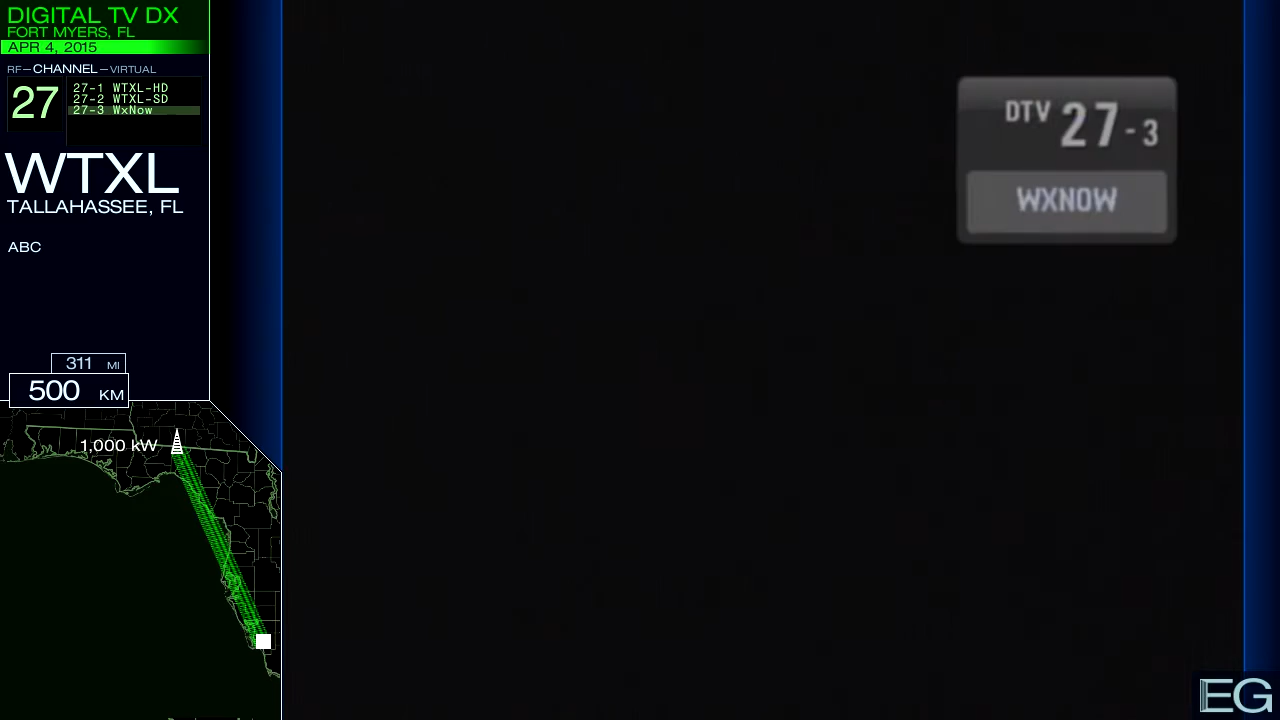 DIGITAL TV DX
FORT MYERS, FL
APR 4, 2015
RF–CHANNEL–VIRTUAL
27
27-1 WTXL-HD
27-2 WTXL-SD
27-3 WxNow
WTXL
TALLAHASSEE, FL
ABC
311 MI
500 KM
1,000 kW
DTV 27-3
WXNOW
EG